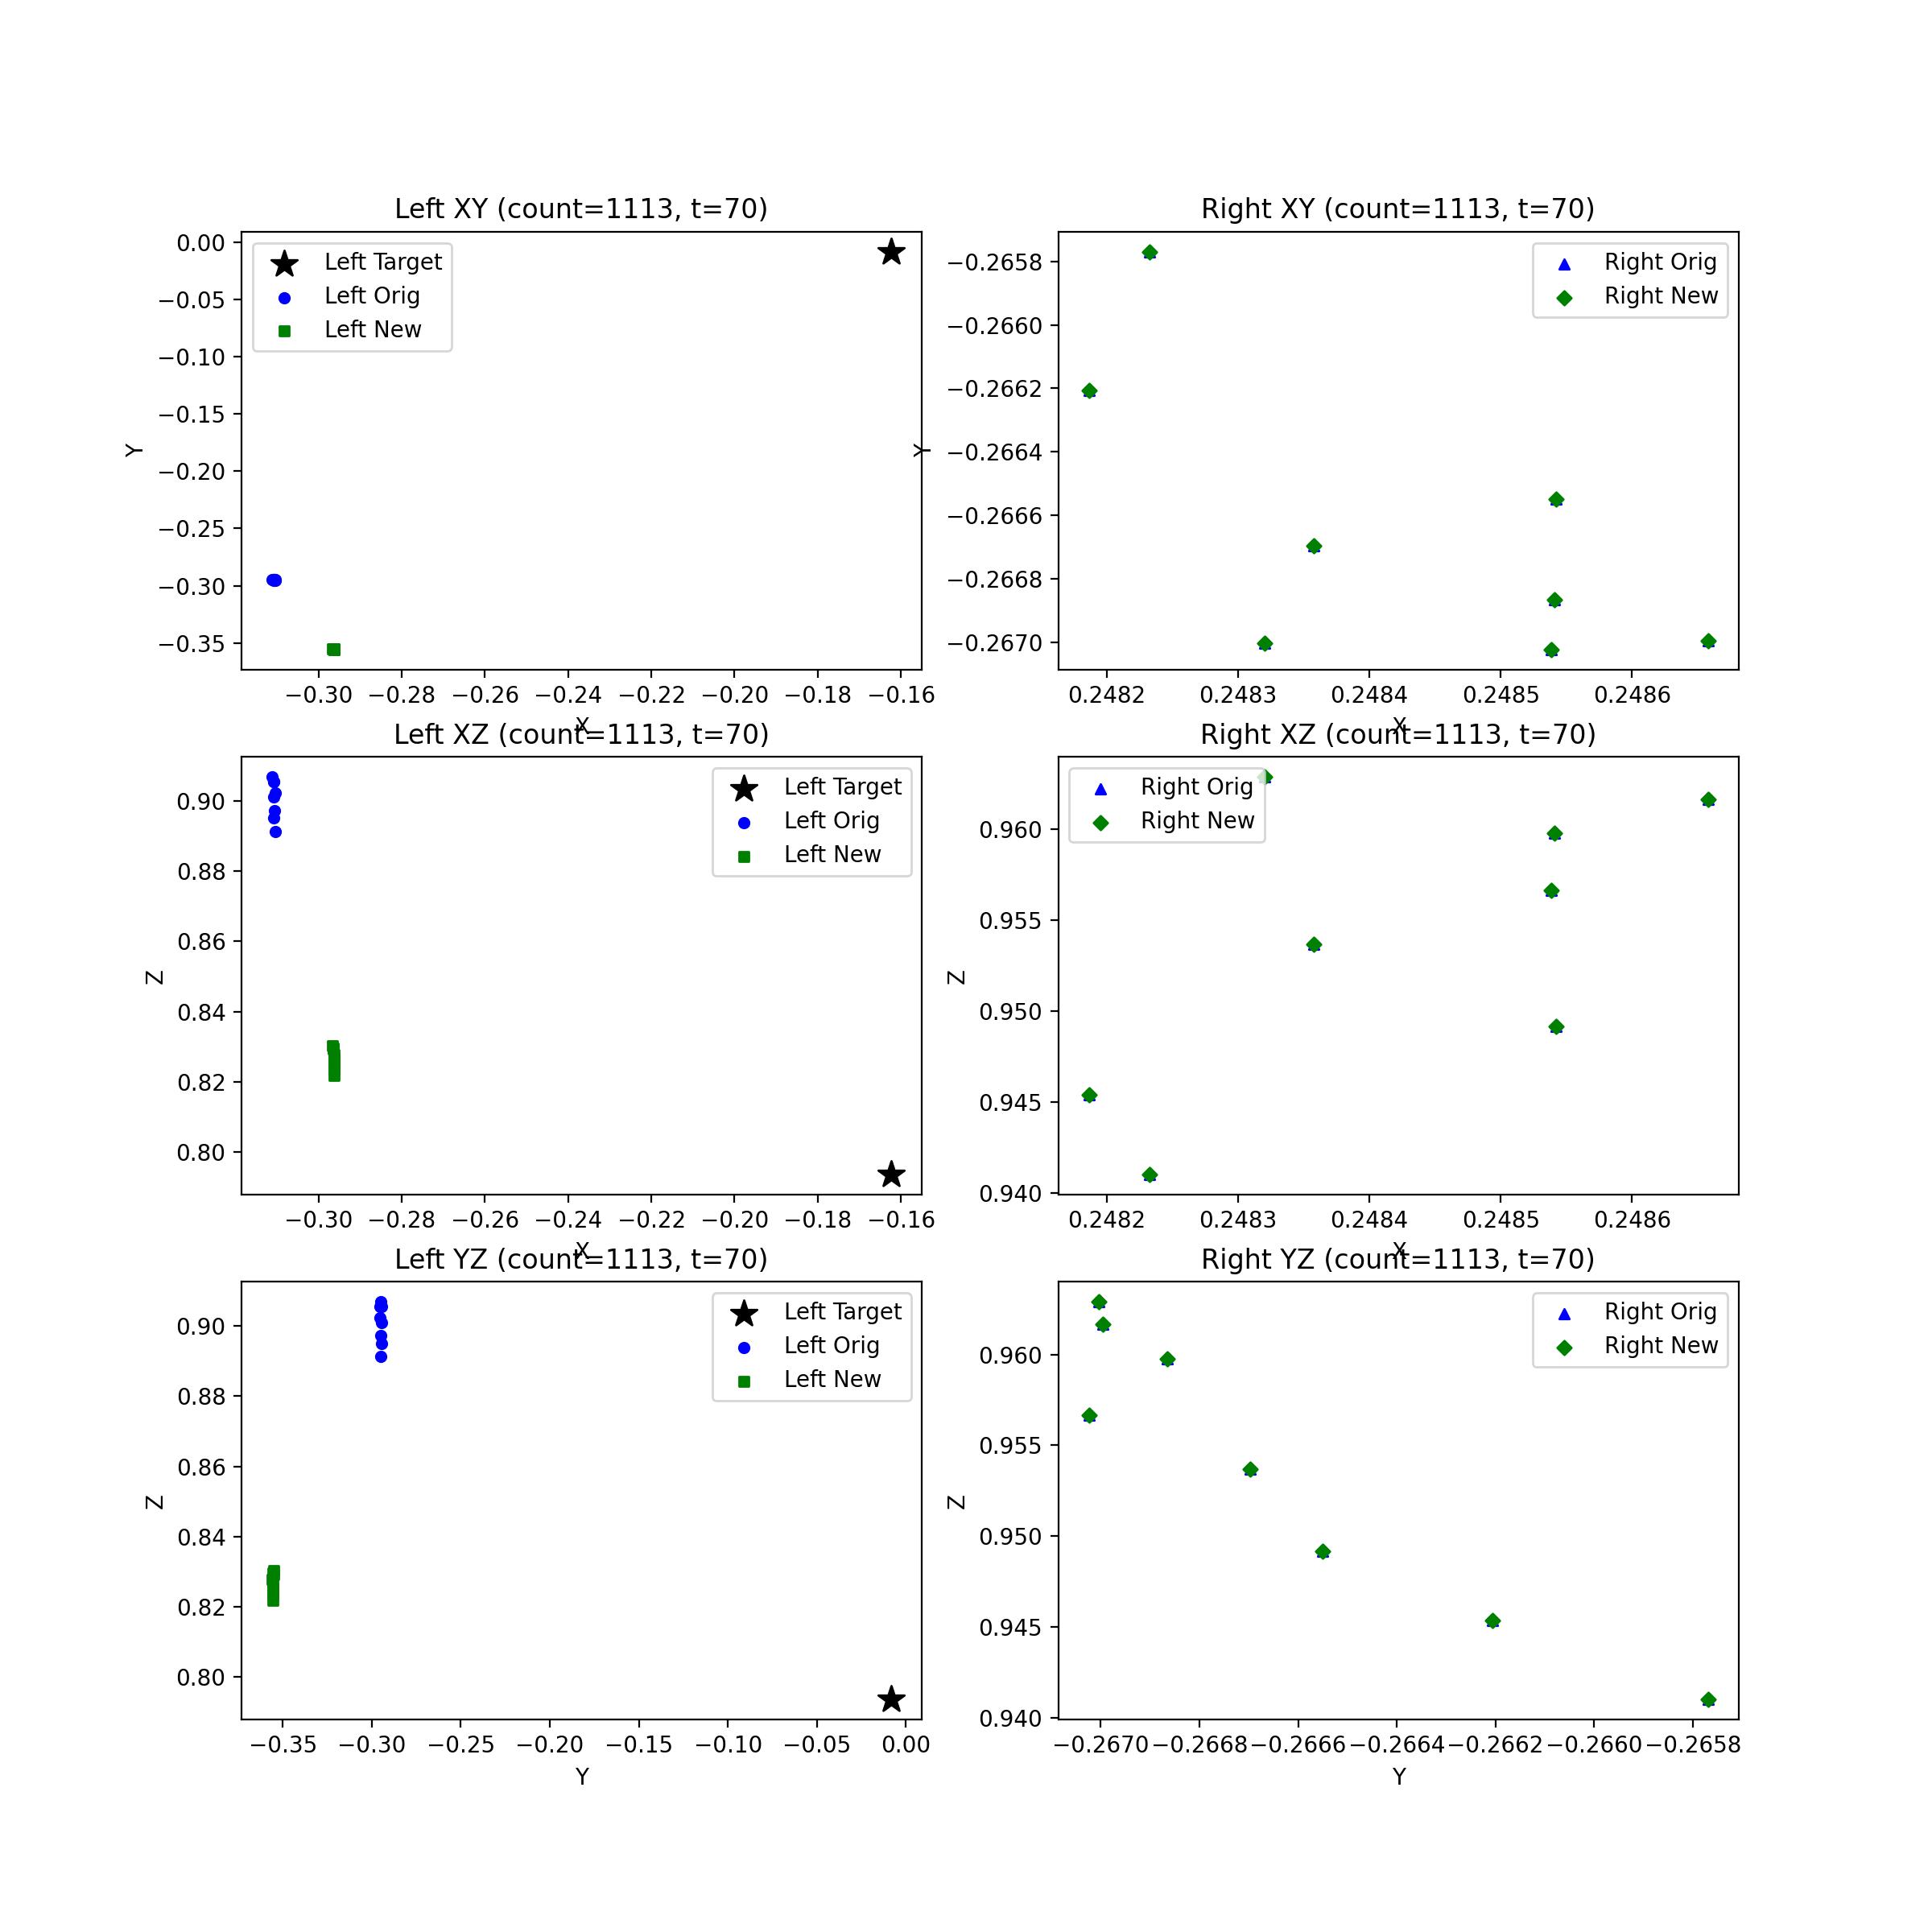 Left XY (count=1113, t=70)
0.00
−0.05
−0.10
−0.15
−0.20
−0.25
−0.30
−0.35
Y
Left Target
Left Orig
Left New
−0.30 −0.28 −0.26 −0.24 −0.22 −0.20 −0.18 −0.16
X
Right XY (count=1113, t=70)
−0.2658
−0.2660
−0.2662
−0.2664
−0.2666
−0.2668
−0.2670
Y
Right Orig
Right New
0.2482 0.2483 0.2484 0.2485 0.2486
X
Left XZ (count=1113, t=70)
0.90
0.88
0.86
0.84
0.82
0.80
Z
Left Target
Left Orig
Left New
−0.30 −0.28 −0.26 −0.24 −0.22 −0.20 −0.18 −0.16
X
Right XZ (count=1113, t=70)
0.960
0.955
0.950
0.945
0.940
Z
Right Orig
Right New
0.2482 0.2483 0.2484 0.2485 0.2486
X
Left YZ (count=1113, t=70)
0.90
0.88
0.86
0.84
0.82
0.80
Z
Left Target
Left Orig
Left New
−0.35 −0.30 −0.25 −0.20 −0.15 −0.10 −0.05 0.00
Y
Right YZ (count=1113, t=70)
0.960
0.955
0.950
0.945
0.940
Z
Right Orig
Right New
−0.2670 −0.2668 −0.2666 −0.2664 −0.2662 −0.2660 −0.2658
Y